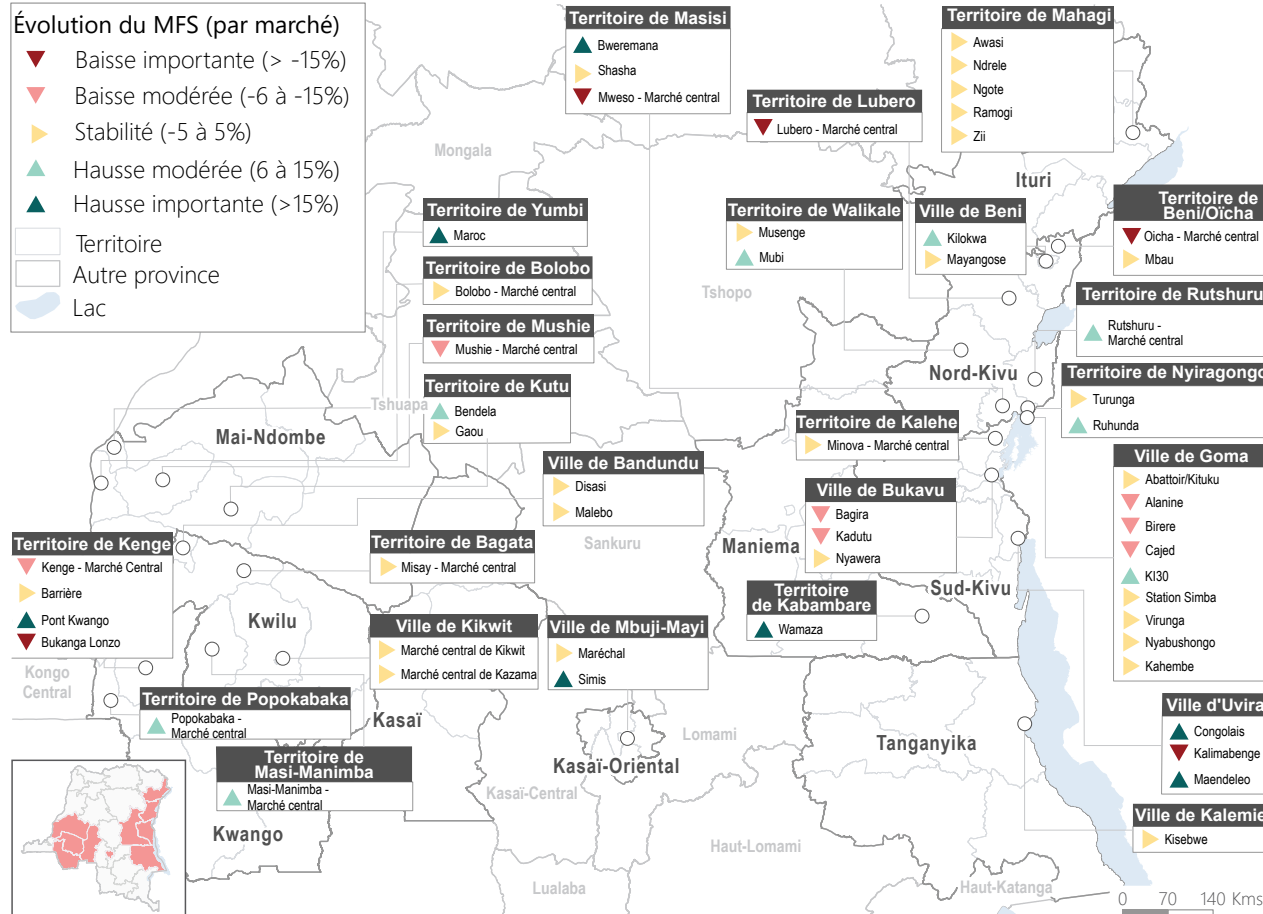 Évolution du MFS (par marché)
Baisse importante (> -15%)
Baisse modérée (-6 à -15%)
Stabilité (-5 à 5%)
Hausse modérée (6 à 15%)
Hausse importante (>15%)
Territoire
Autre province
Lac
Territoire de Masisi
Bweremana
Shasha
Mweso - Marché central
Territoire de Lubero
Lubero - Marché central
Territoire de Mahagi
Awasi
Ndrele
Ngote
Ramogi
Zii
Mongala
Ituri
Territoire de Yumbi
Maroc
Territoire de Bolobo
Bolobo - Marché central
Territoire de Mushie
Mushie - Marché central
Territoire de Kutu
Bendela
Gaou
Tshuapa
Mai-Ndombe
Territoire de Walikale
Musenge
Mubi
Tshopo
Ville de Beni
Kilokwa
Mayangose
Territoire de
Beni/Oïcha
Oicha - Marché central
Mbau
Territoire de Rutshuru
Rutshuru -
Marché central
Nord-Kivu
Territoire de Nyiragongo
Turunga
Ruhunda
Territoire de Kalehe
Minova - Marché central
Ville de Bandundu
Disasi
Malebo
Sankuru
Ville de Bukavu
Bagira
Kadutu
Nyawera
Maniema
Sud-Kivu
Ville de Goma
Abattoir/Kituku
Alanine
Birere
Cajed
KI30
Station Simba
Virunga
Nyabushongo
Kahembe
Territoire de Kenge
Kenge - Marché Central
Barrière
Pont Kwango
Bukanga Lonzo
Territoire de Bagata
Misay - Marché central
Kwilu
Territoire
de Kabambare
Wamaza
Ville de Kikwit
Marché central de Kikwit
Marché central de Kazama
Ville de Mbuji-Mayi
Maréchal
Simis
Kongo
Central
Territoire de Popokabaka
Popokabaka -
Marché central
Kasaï
Lomami
Kasaï-Oriental
Tanganyika
Ville d'Uvira
Congolais
Kalimabenge
Maendeleo
Territoire de
Masi-Manimba
Masi-Manimba -
Marché central
Kasaï-Central
Kwango
Haut-Lomami
Ville de Kalemie
Kisebwe
Lualaba
Haut-Katanga
0 70 140 Kms